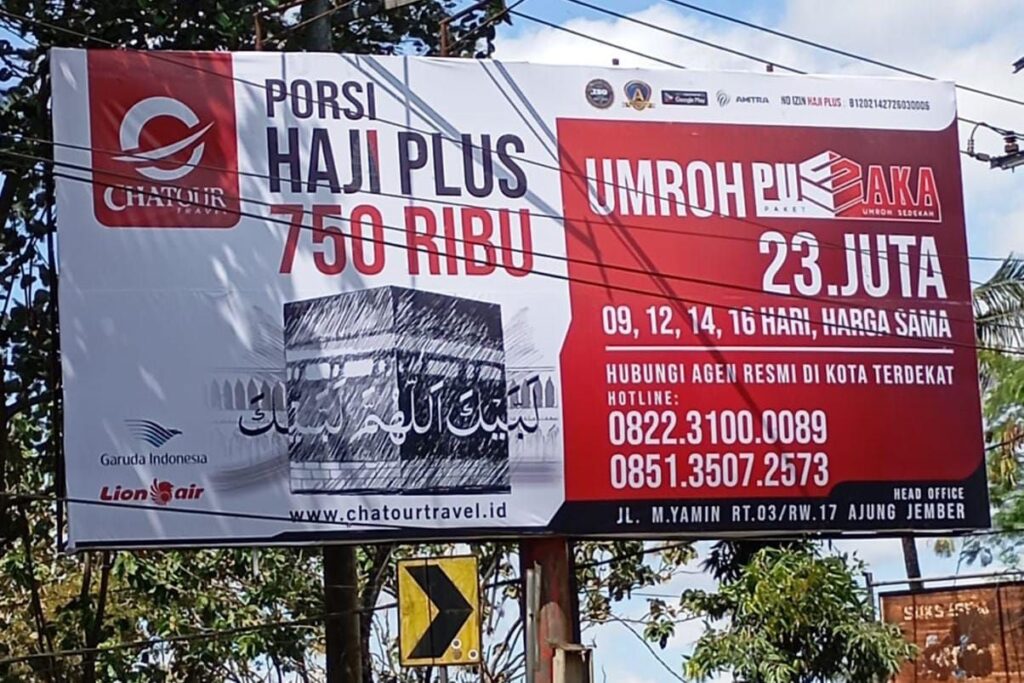 CHATOUR
TRAVEL
PORSI
HAJI PLUS
750 RIBU
لبيك اللهم لبيك
Garuda Indonesia
Lion air
www.chatourtravel.id
Google Play
AMITRA
NO IZIN HAJI PLUS : 81202142726030006
UMROH
PAKET
UMROH SEDEKAH
23.JUTA
09, 12, 14, 16 HARI, HARGA SAMA
HUBUNGI AGEN RESMI DI KOTA TERDEKAT
HOTLINE:
0822.3100.0089
0851.3507.2573
HEAD OFFICE
JL. M.YAMIN RT.03/RW.17 AJUNG JEMBER